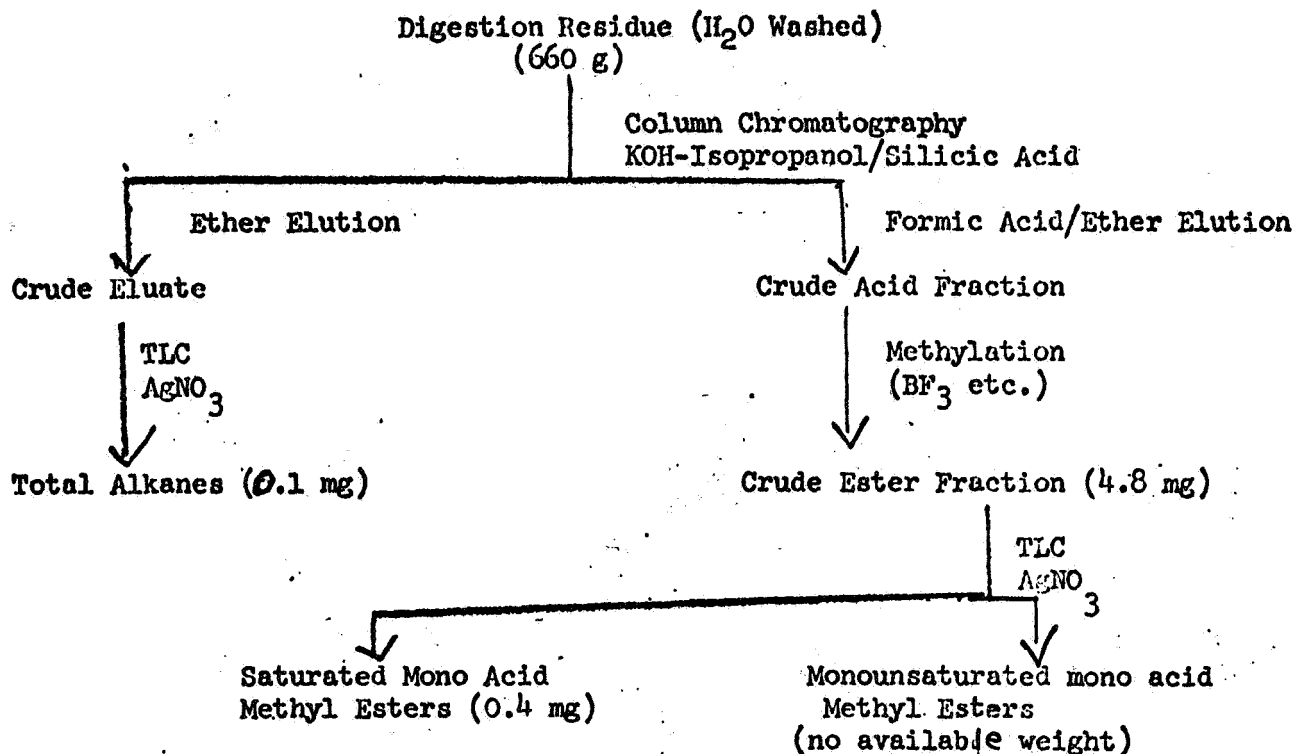 Digestion Residue (H2O Washed)
(660 g)
Column Chromatography
KOH-Isopropanol/Silicic Acid
Ether Elution
Formic Acid/Ether Elution
Crude Eluate
Crude Acid Fraction
TLC
AgNO3
Methylation
(BF3 etc.)
Total Alkanes (0.1 mg)
Crude Ester Fraction (4.8 mg)
TLC
AgNO3
Saturated Mono Acid
Methyl Esters (0.4 mg)
Monounsaturated mono acid
Methyl Esters
(no available weight)